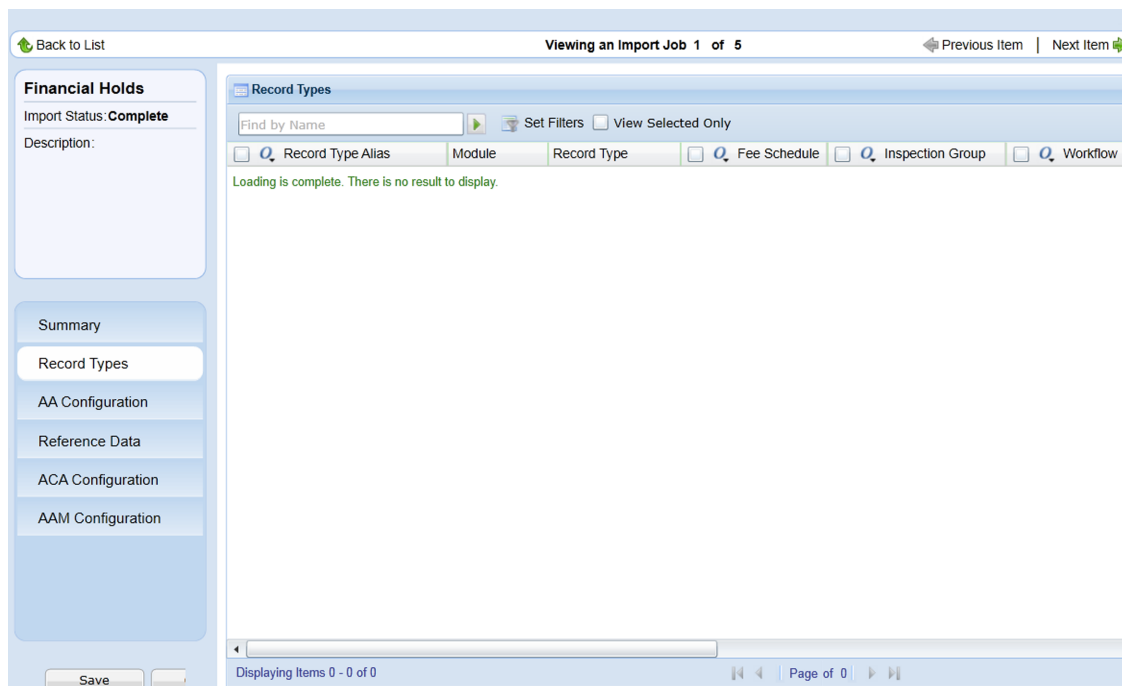 Back to List
Viewing an Import Job 1 of 5
Previous Item | Next Item
Financial Holds
Import Status:Complete
Description:
Summary
Record Types
AA Configuration
Reference Data
ACA Configuration
AAM Configuration
Save
Record Types
Find by Name
Set Filters View Selected Only
Record Type Alias Module Record Type Fee Schedule Inspection Group Workflow
Loading is complete. There is no result to display.
Displaying Items 0 - 0 of 0
Page of 0